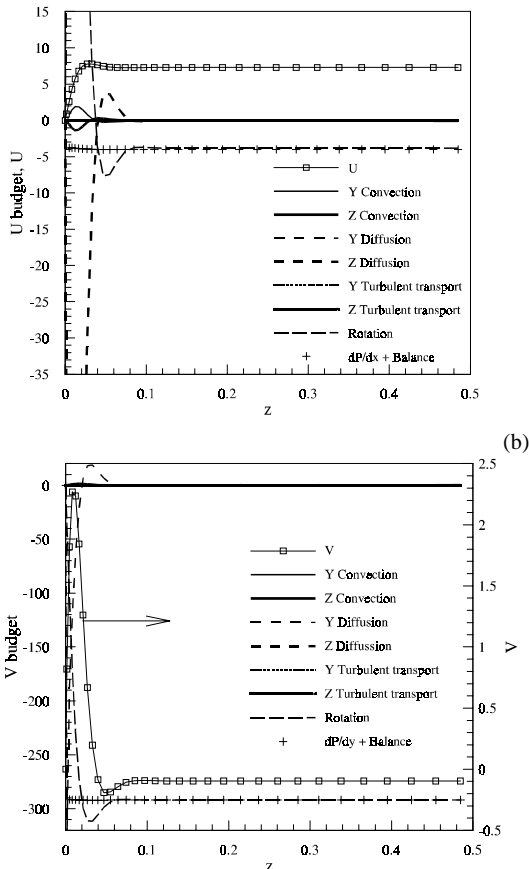 15
10
5
0
-5
-10
-15
-20
-25
-30
-35
U budget, U
U
Y Convection
Z Convection
Y Diffusion
Z Diffusion
Y Turbulent transport
Z Turbulent transport
Rotation
dP/dx + Balance
0 0.1 0.2 0.3 0.4 0.5
z
(b)
0
-50
-100
-150
-200
-250
-300
V budget
V
Y Convection
Z Convection
Y Diffusion
Z Diffussion
Y Turbulent transport
Z Turbulent transport
Rotation
dP/dy + Balance
2.5
2
1.5
1
0.5
0
-0.5
V
0 0.1 0.2 0.3 0.4 0.5
z